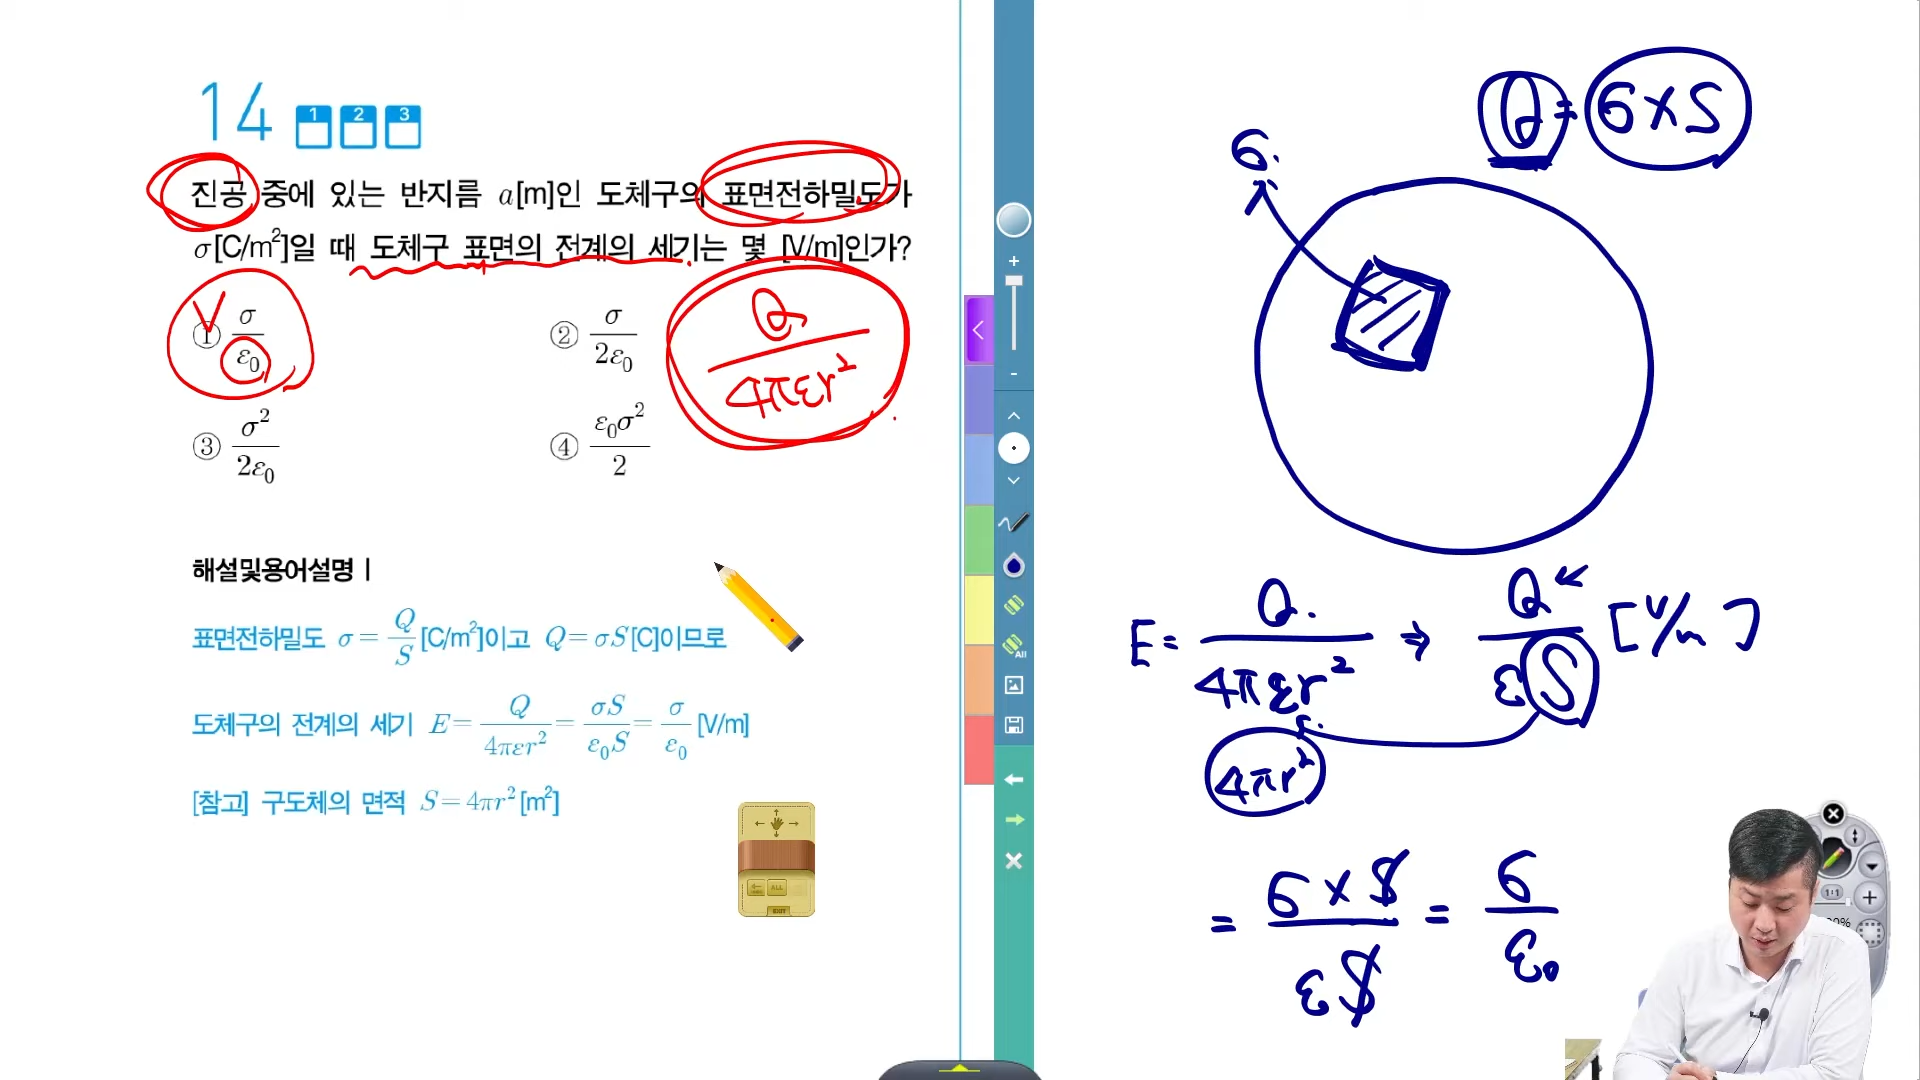 14 1 2 3
진공 중에 있는 반지름 a[m]인 도체구의 표면전하밀도가
σ[C/m²]일 때 도체구 표면의 전계의 세기는 몇 [V/m]인가?
① σ/ε₀ ② σ/2ε₀
③ σ²/2ε₀ ④ ε₀σ²/2
Q/4πεr²
해설및용어설명 |
표면전하밀도 σ = Q/S [C/m²]이고 Q = σS[C]이므로
도체구의 전계의 세기 E = Q/4πεr² = σS/ε₀S = σ/ε₀ [V/m]
[참고] 구도체의 면적 S = 4πr² [m²]
ALL
EXIT
All
Q = σ × S
σ
E = Q/4πεr² ⇒ Q/εS [V/m]
4πr²
= σ × S/εS = σ/ε₀
1:1